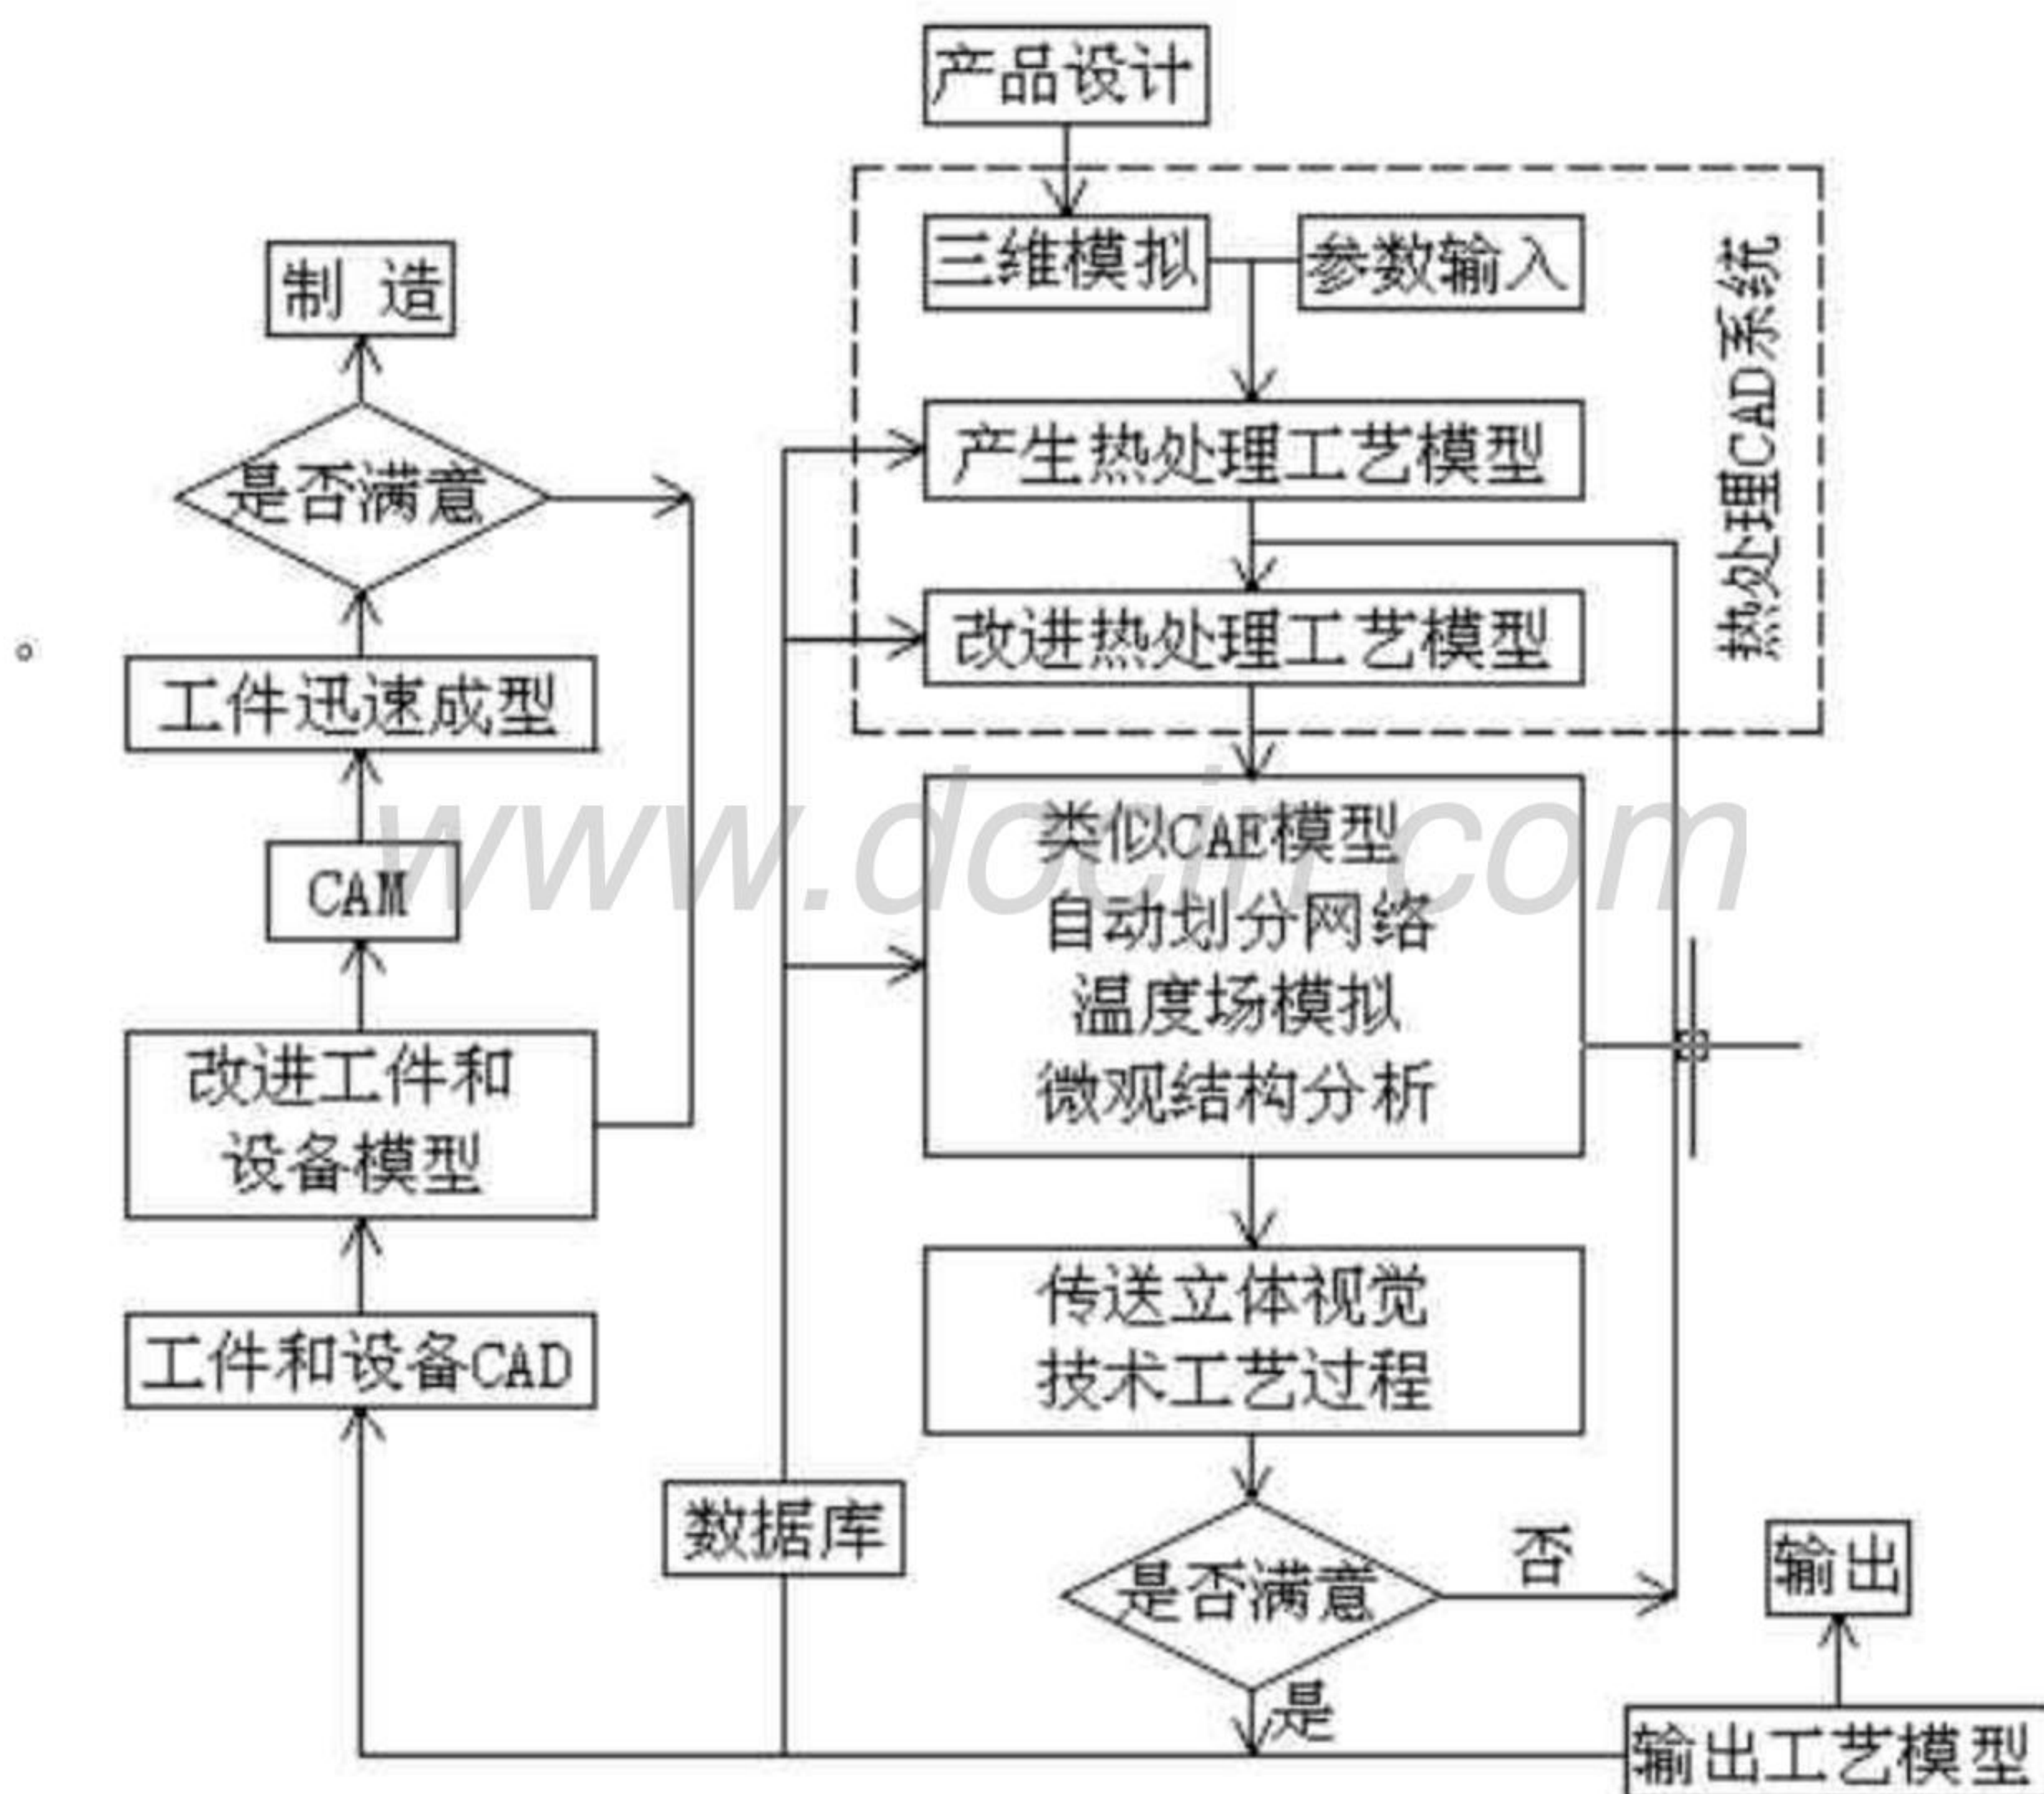 产品设计
三维模拟
参数输入
热处理CAD系统
产生热处理工艺模型
改进热处理工艺模型
类似CAE模型
自动划分网络
温度场模拟
微观结构分析
传送立体视觉
技术工艺过程
是否满意
否
是
输出
输出工艺模型
数据库
制 造
是否满意
工件迅速成型
CAM
改进工件和
设备模型
工件和设备CAD
www.docin.com